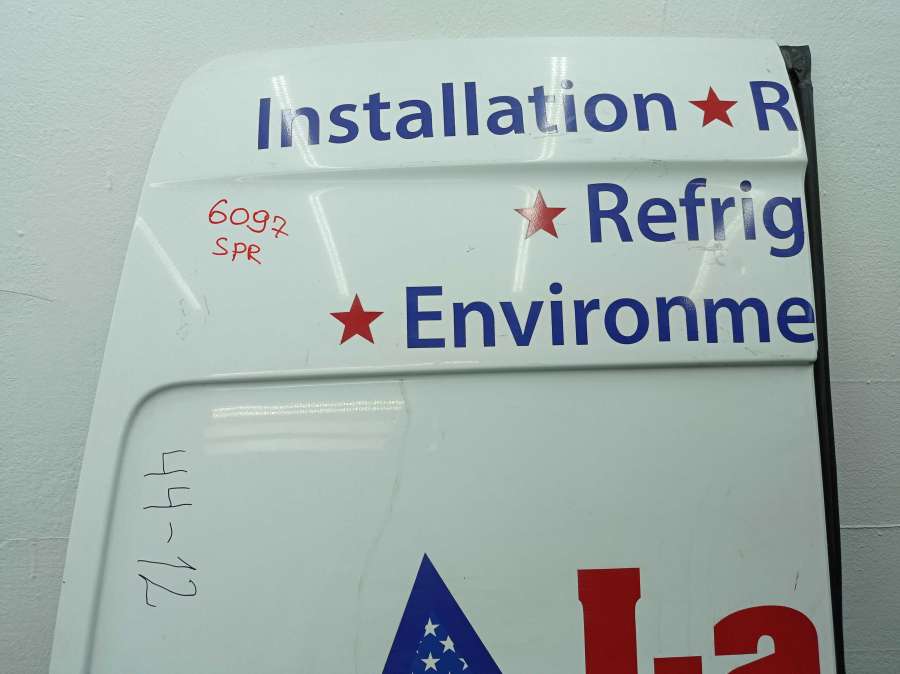 Installation ★ R
★ Refrig
6097
SPR
★ Environme
44-12
La